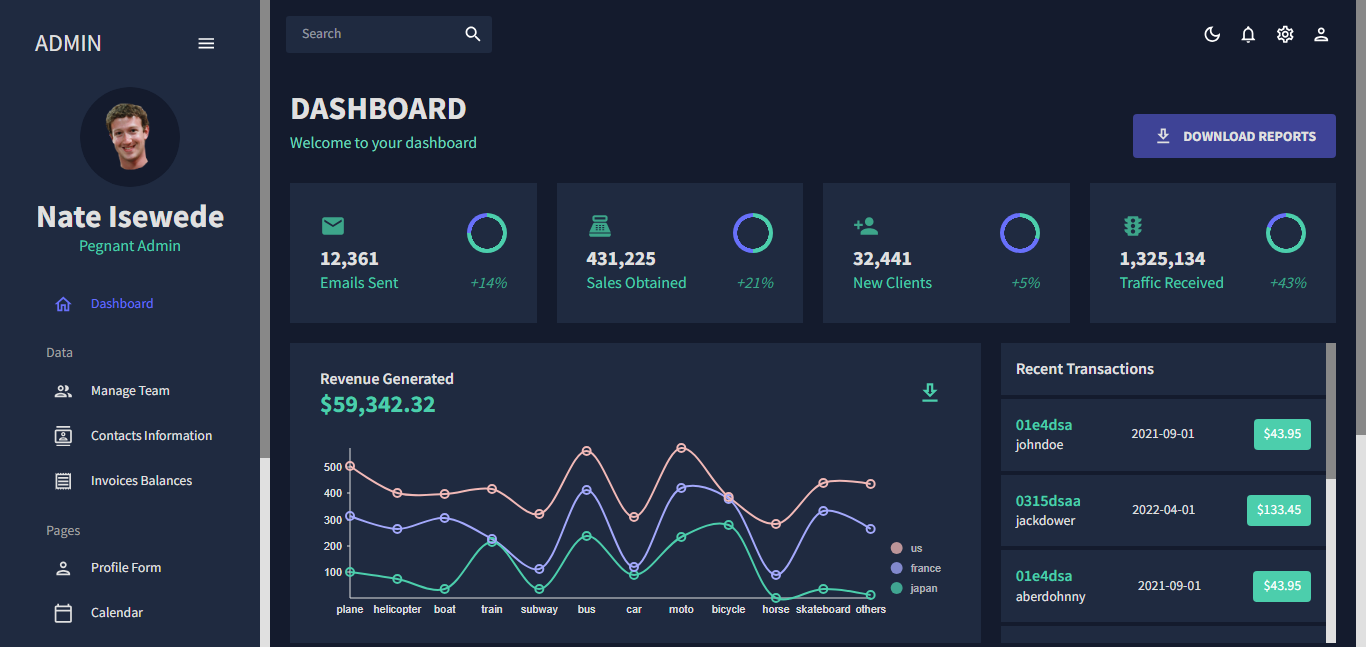 ADMIN
Search
Nate Isewede
Pegnant Admin
Dashboard
Data
Manage Team
Contacts Information
Invoices Balances
Pages
Profile Form
Calendar
DASHBOARD
Welcome to your dashboard
DOWNLOAD REPORTS
12,361
Emails Sent +14%
431,225
Sales Obtained +21%
32,441
New Clients +5%
1,325,134
Traffic Received +43%
Revenue Generated
$59,342.32
500
400
300
200
100
plane helicopter boat train subway bus car moto bicycle horse skateboard others
us
france
japan
Recent Transactions
01e4dsa
johndoe
2021-09-01
$43.95
0315dsaa
jackdower
2022-04-01
$133.45
01e4dsa
aberdohnny
2021-09-01
$43.95